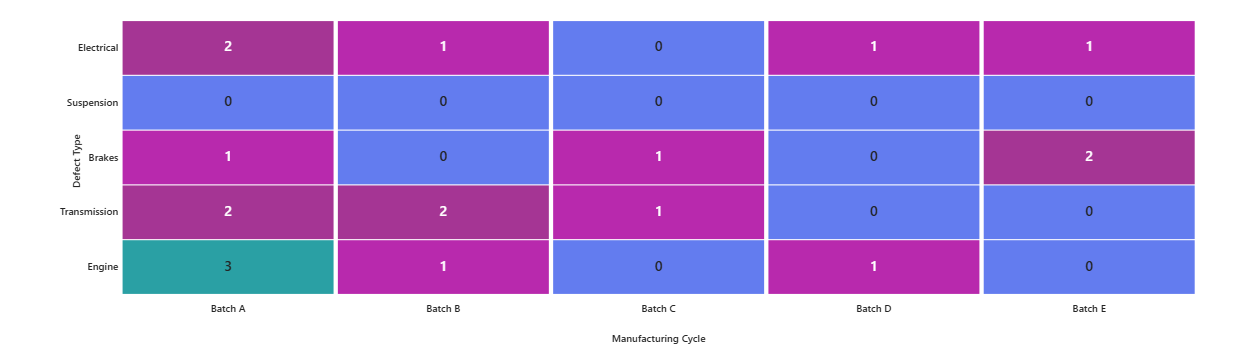 Electrical 2 1 0 1 1
Suspension 0 0 0 0 0
Defect Type
Brakes 1 0 1 0 2
Transmission 2 2 1 0 0
Engine 3 1 0 1 0
Batch A Batch B Batch C Batch D Batch E
Manufacturing Cycle